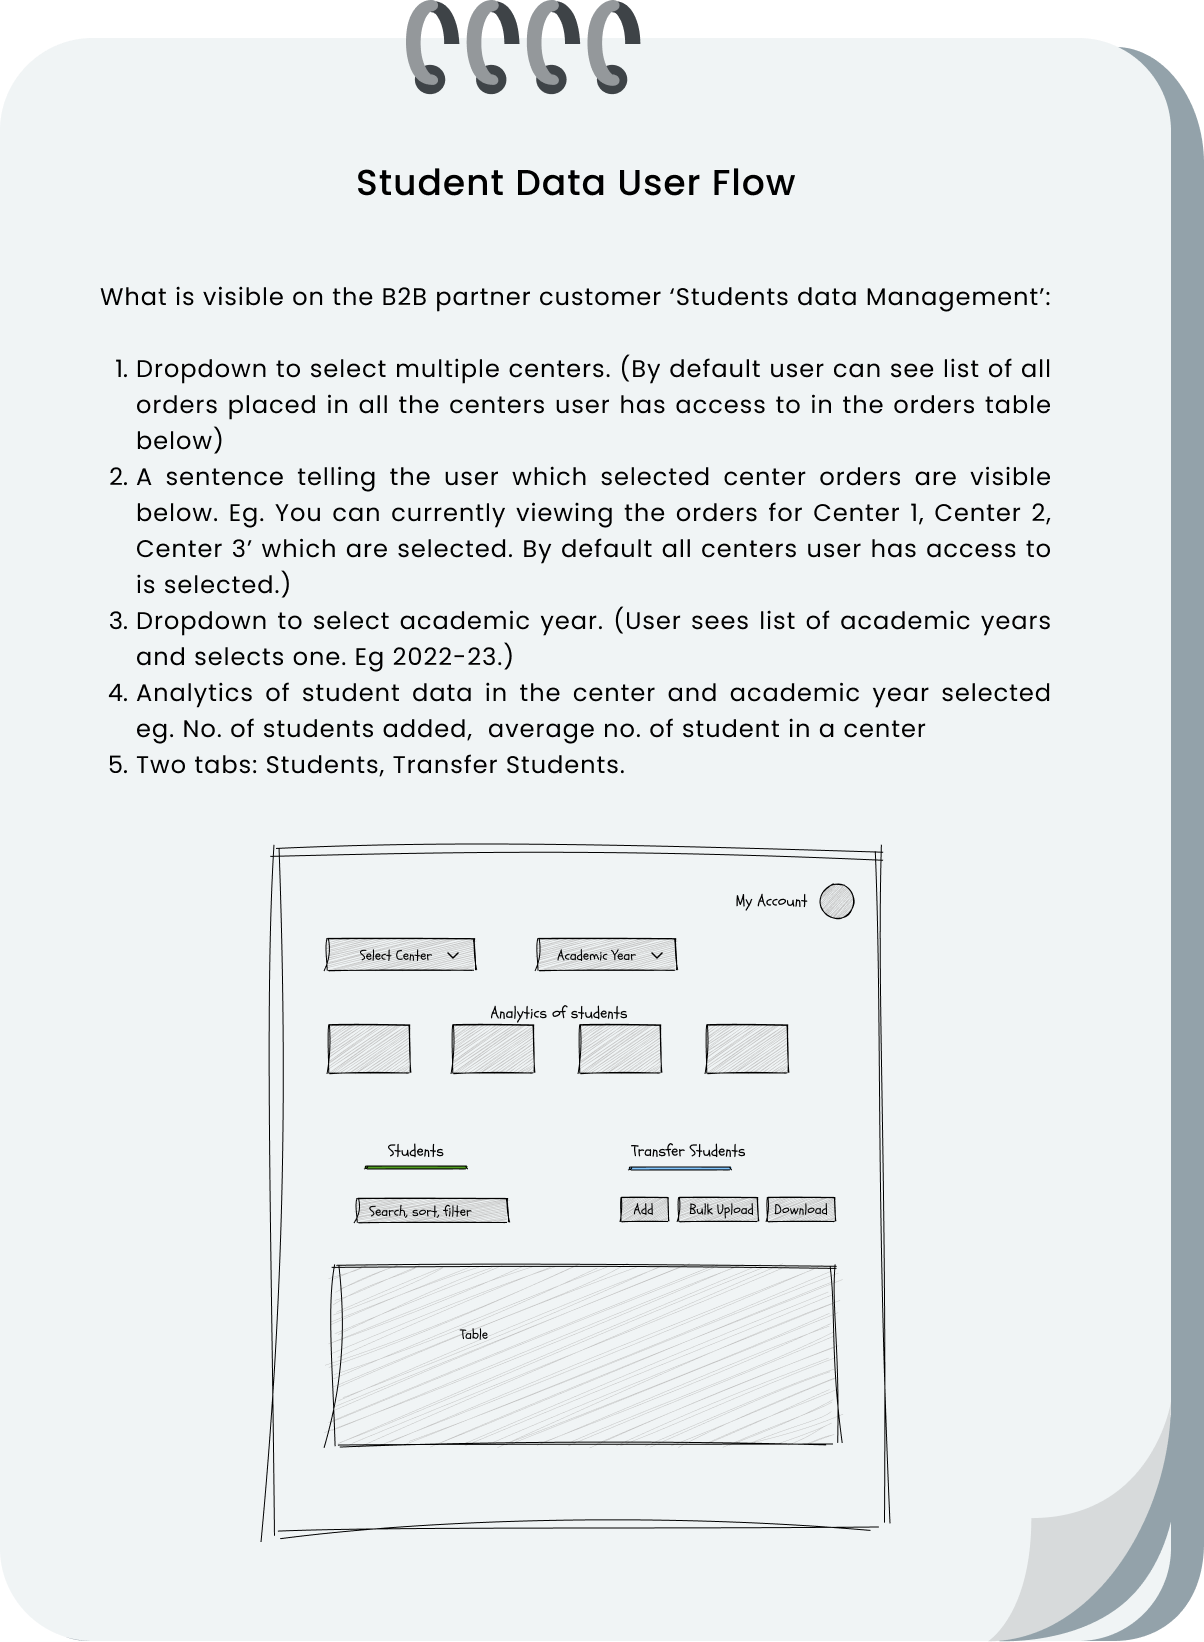 Student Data User Flow
What is visible on the B2B partner customer ‘Students data Management’:
1. Dropdown to select multiple centers. (By default user can see list of all
orders placed in all the centers user has access to in the orders table
below)
2. A sentence telling the user which selected center orders are visible
below. Eg. You can currently viewing the orders for Center 1, Center 2,
Center 3’ which are selected. By default all centers user has access to
is selected.)
3. Dropdown to select academic year. (User sees list of academic years
and selects one. Eg 2022-23.)
4. Analytics of student data in the center and academic year selected
eg. No. of students added,  average no. of student in a center
5. Two tabs: Students, Transfer Students.
My Account
Select Center
Academic Year
Analytics of students
Students
Transfer Students
Search, sort, filter
Add
Bulk Upload
Download
Table